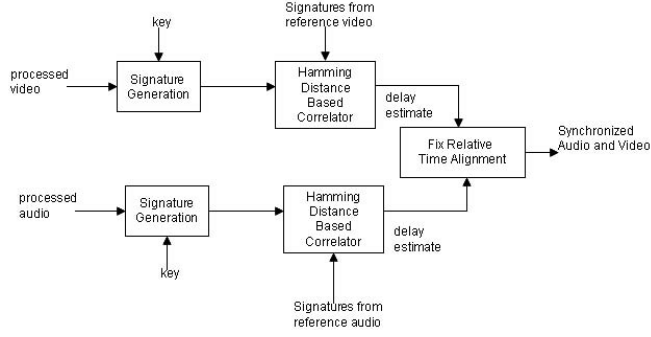 key
Signatures from
reference video
processed
video
Signature
Generation
Hamming
Distance
Based
Correlator
delay
estimate
Fix Relative
Time Alignment
Synchronized
Audio and Video
processed
audio
Signature
Generation
key
Hamming
Distance
Based
Correlator
delay
estimate
Signatures from
reference audio